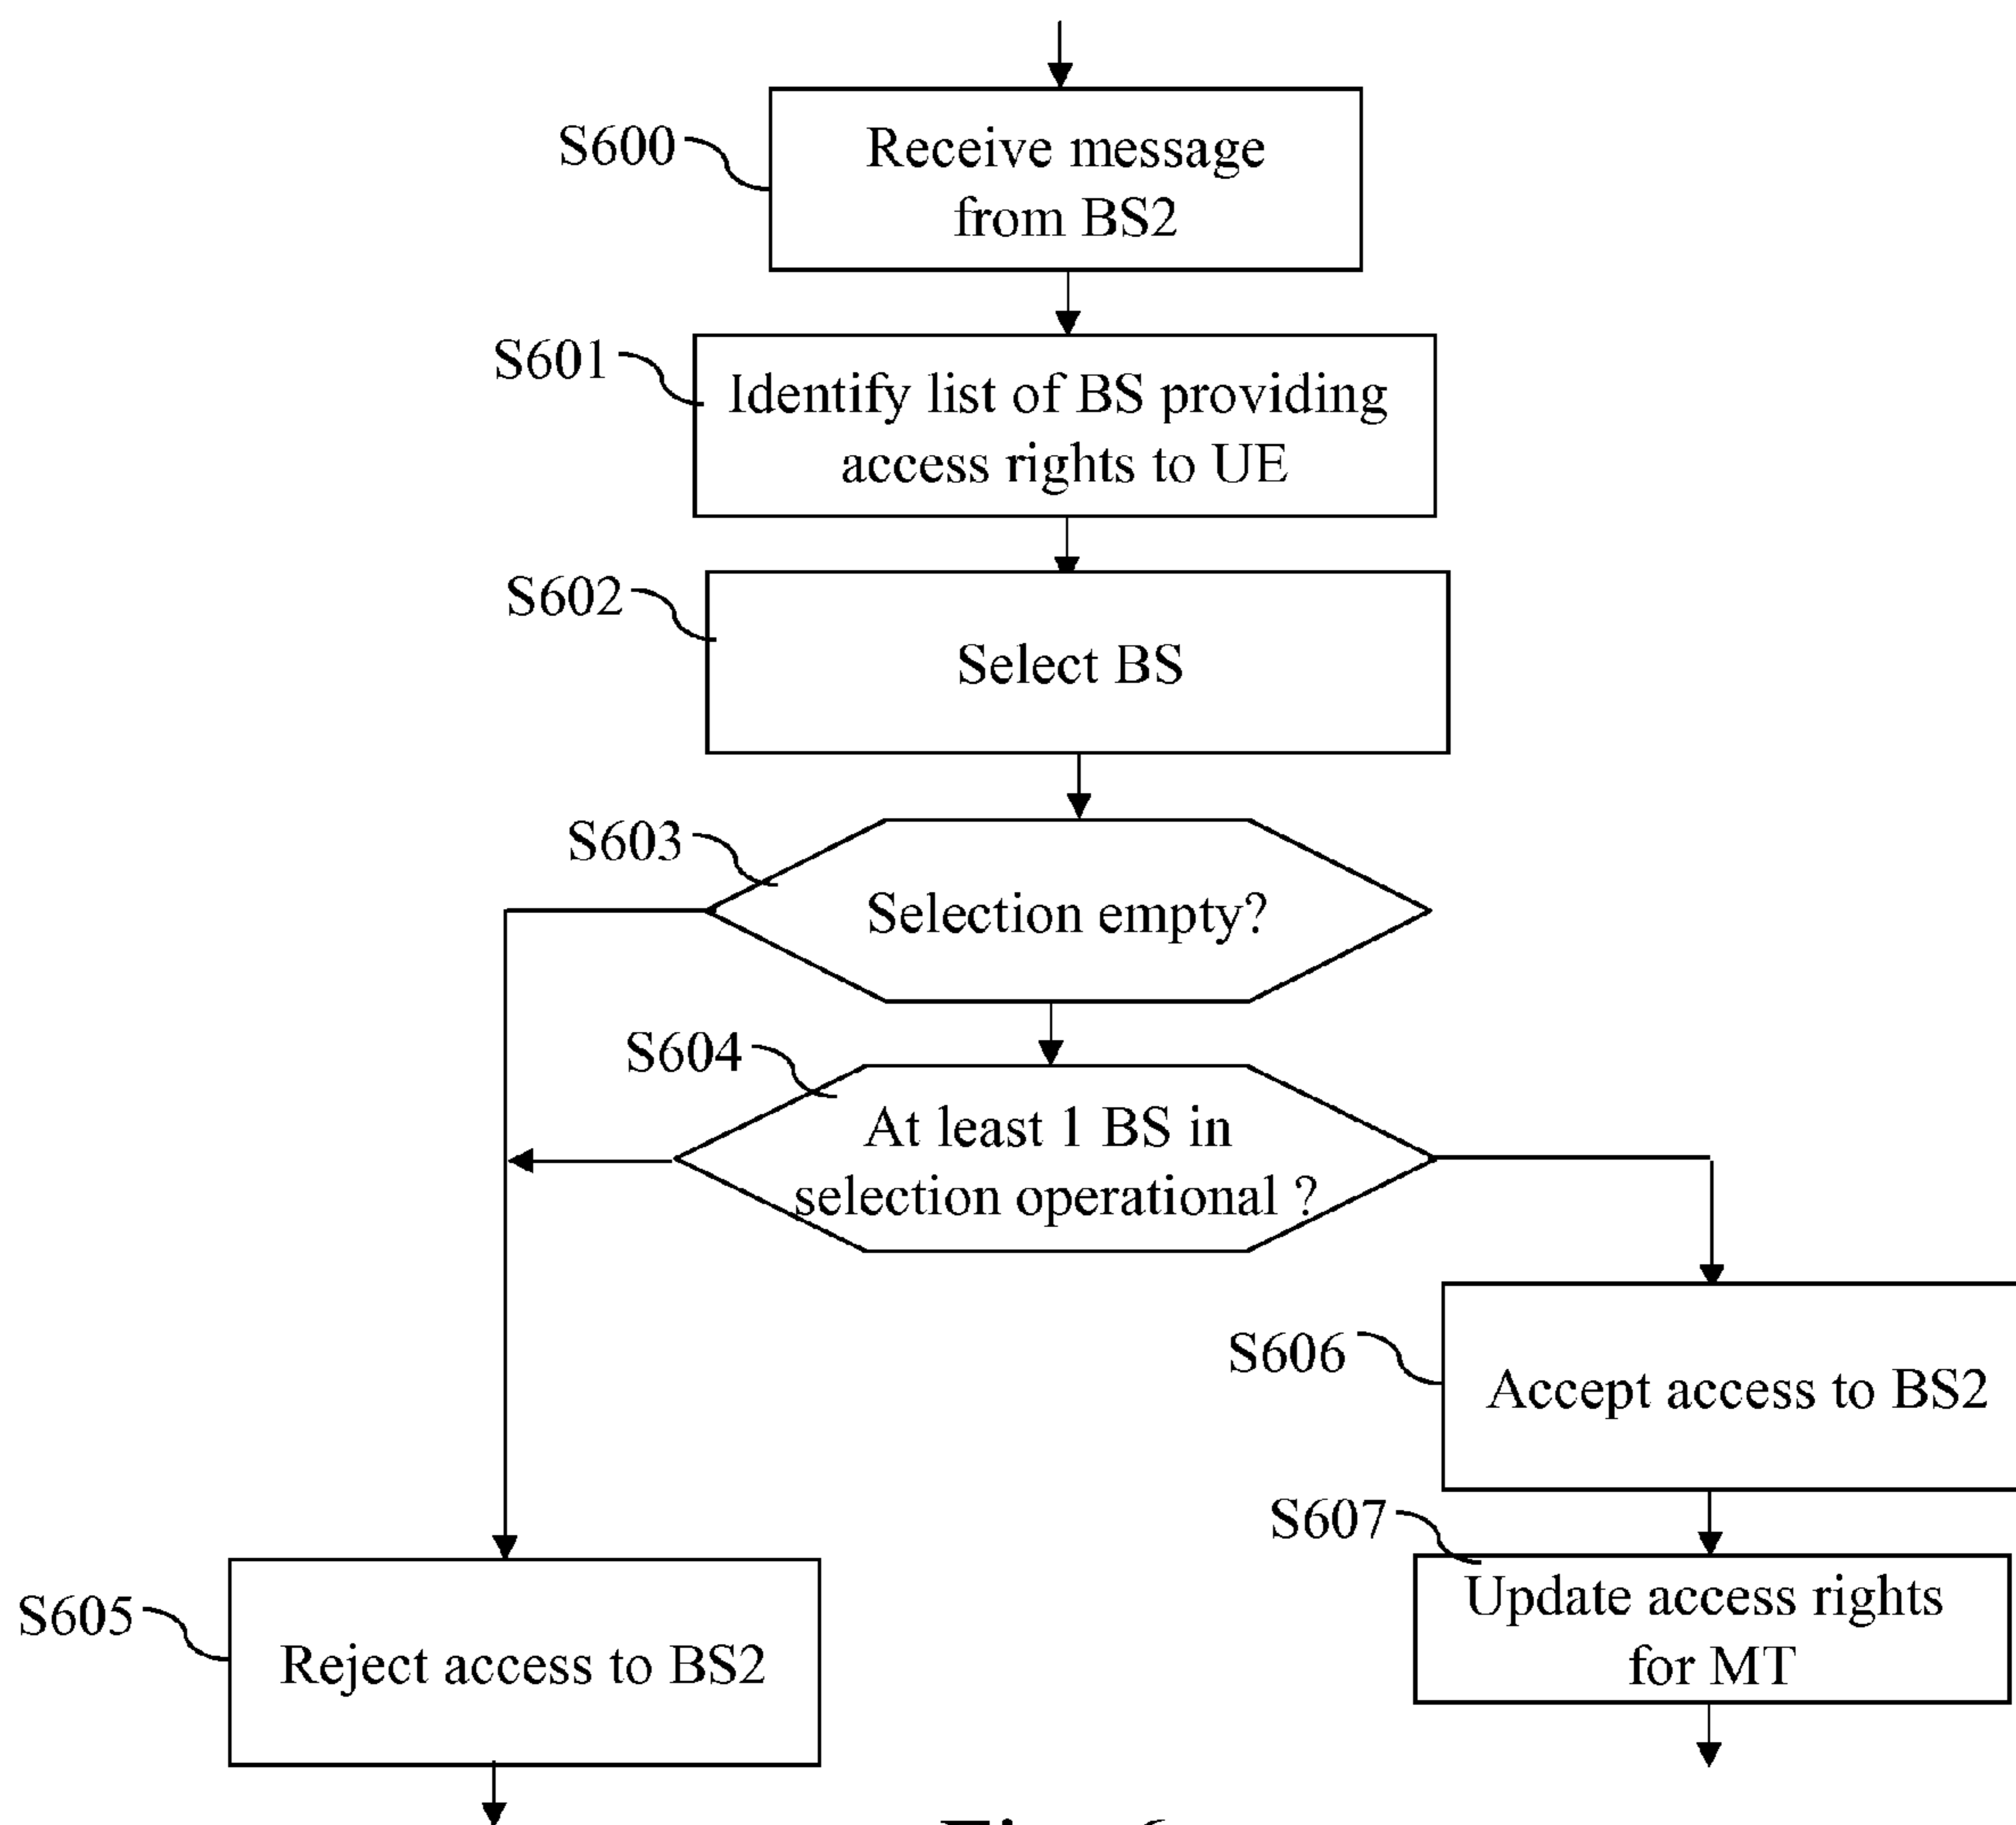 S600
Receive message
from BS2
S601
Identify list of BS providing
access rights to UE
S602
Select BS
S603
Selection empty?
S604
At least 1 BS in
selection operational ?
S606
Accept access to BS2
S607
Update access rights
for MT
S605
Reject access to BS2